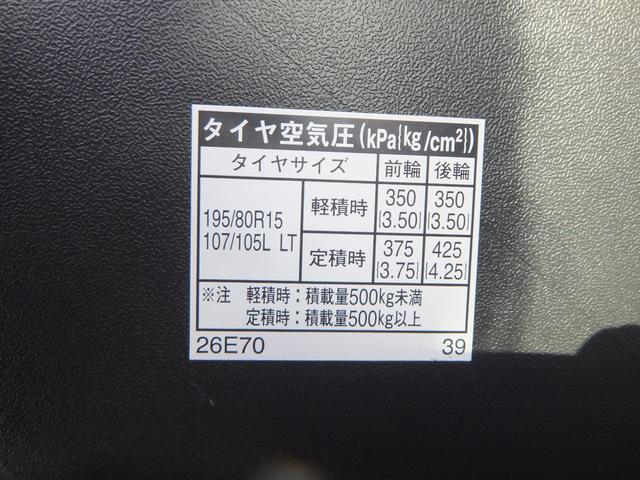 タイヤ空気圧(kPa{kg/cm²})
タイヤサイズ 前輪 後輪
195/80R15 107/105L LT 軽積時 350 {3.50} 350 {3.50}
定積時 375 {3.75} 425 {4.25}
※注 軽積時：積載量500kg未満
定積時：積載量500kg以上
26E70 39